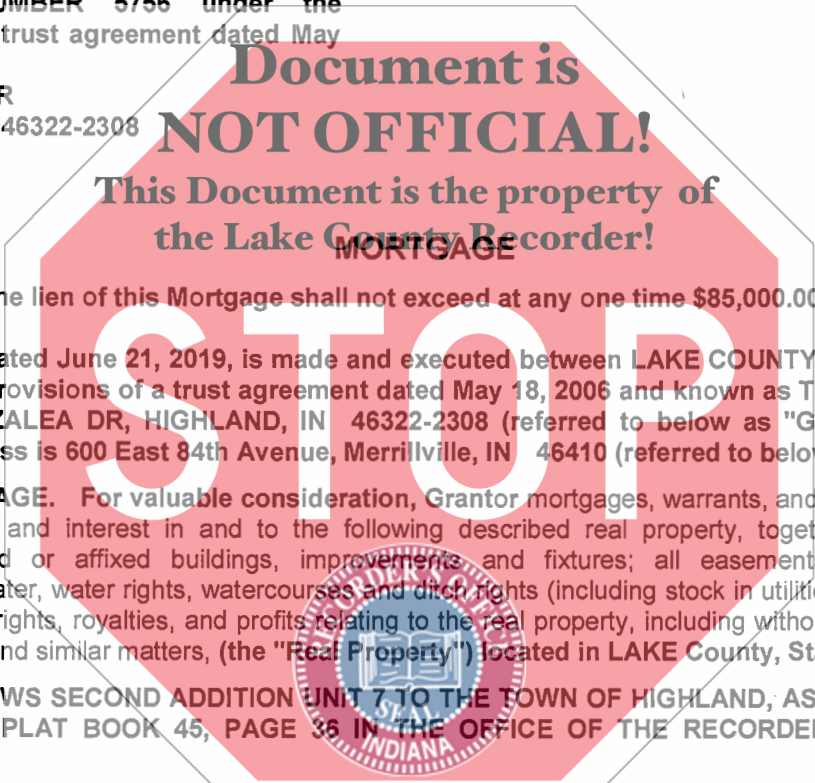 UMBER 5756 under the
trust agreement dated May
R
46322-2308
Document is
NOT OFFICIAL!
This Document is the property of
the Lake County Recorder!
MORTGAGE
he lien of this Mortgage shall not exceed at any one time $85,000.00
ated June 21, 2019, is made and executed between LAKE COUNTY
rovisions of a trust agreement dated May 18, 2006 and known as T
ZALEA DR, HIGHLAND, IN 46322-2308 (referred to below as "G
ss is 600 East 84th Avenue, Merrillville, IN 46410 (referred to belo
AGE. For valuable consideration, Grantor mortgages, warrants, and
and interest in and to the following described real property, toget
d or affixed buildings, improvements and fixtures; all easement
ater, water rights, watercourses and ditch rights (including stock in utilitie
rights, royalties, and profits relating to the real property, including witho
nd similar matters, (the "Real Property") located in LAKE County, St
WS SECOND ADDITION UNIT 7 TO THE TOWN OF HIGHLAND, AS
PLAT BOOK 45, PAGE 36 IN THE OFFICE OF THE RECORDE
STOP
RECORDER'S OFFICE
SEAL
INDIANA